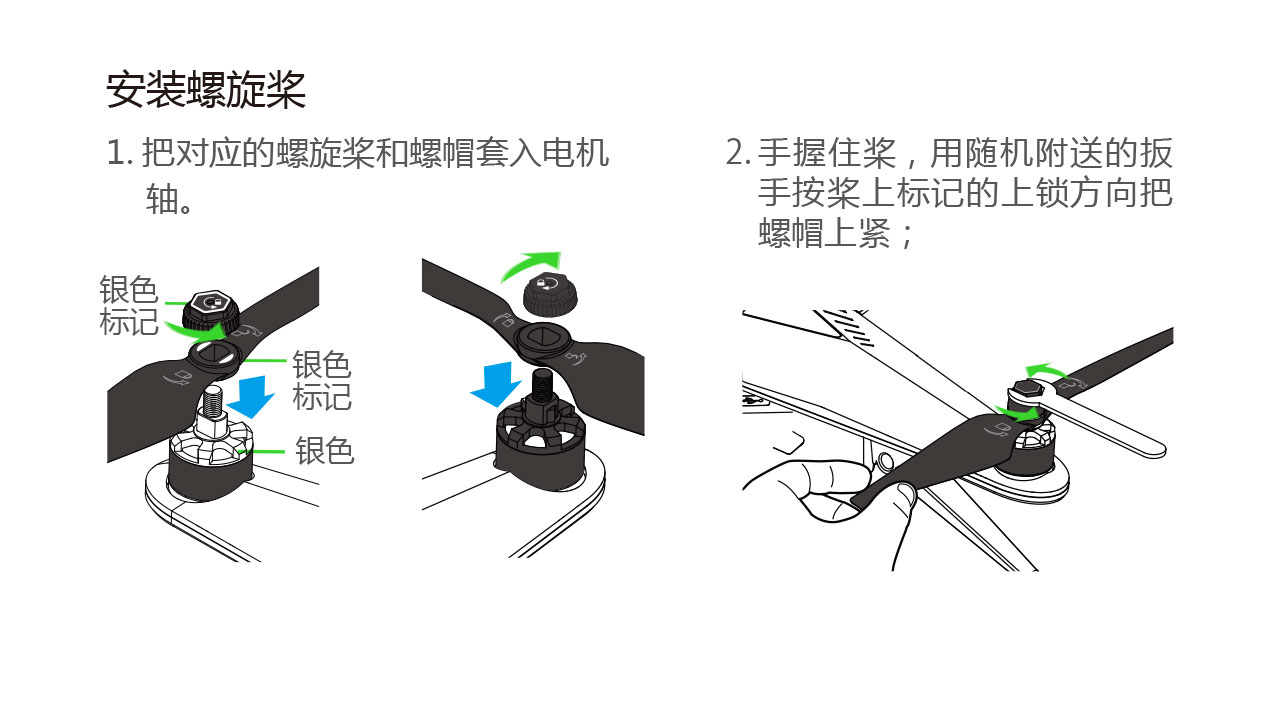 安装螺旋桨
1. 把对应的螺旋桨和螺帽套入电机
轴。
银色
标记
银色
标记
银色
2. 手握住桨，用随机附送的扳
手按桨上标记的上锁方向把
螺帽上紧；